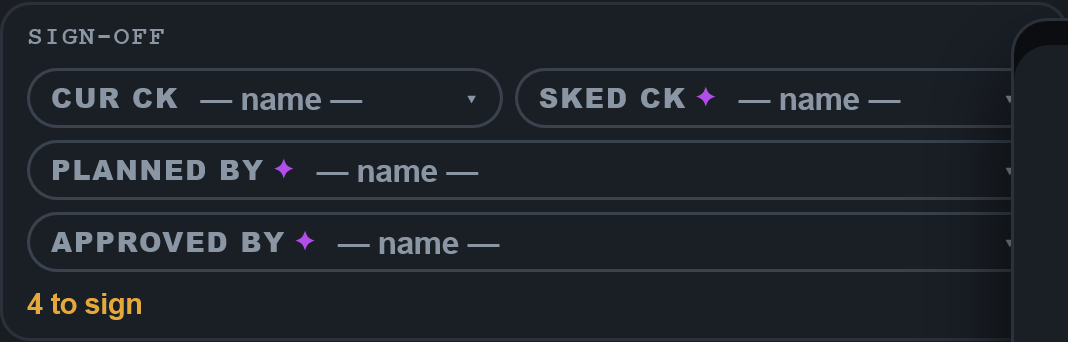 SIGN-OFF
CUR CK — name — ▾ SKED CK ✦ — name — ▾
PLANNED BY ✦ — name — ▾
APPROVED BY ✦ — name — ▾
4 to sign